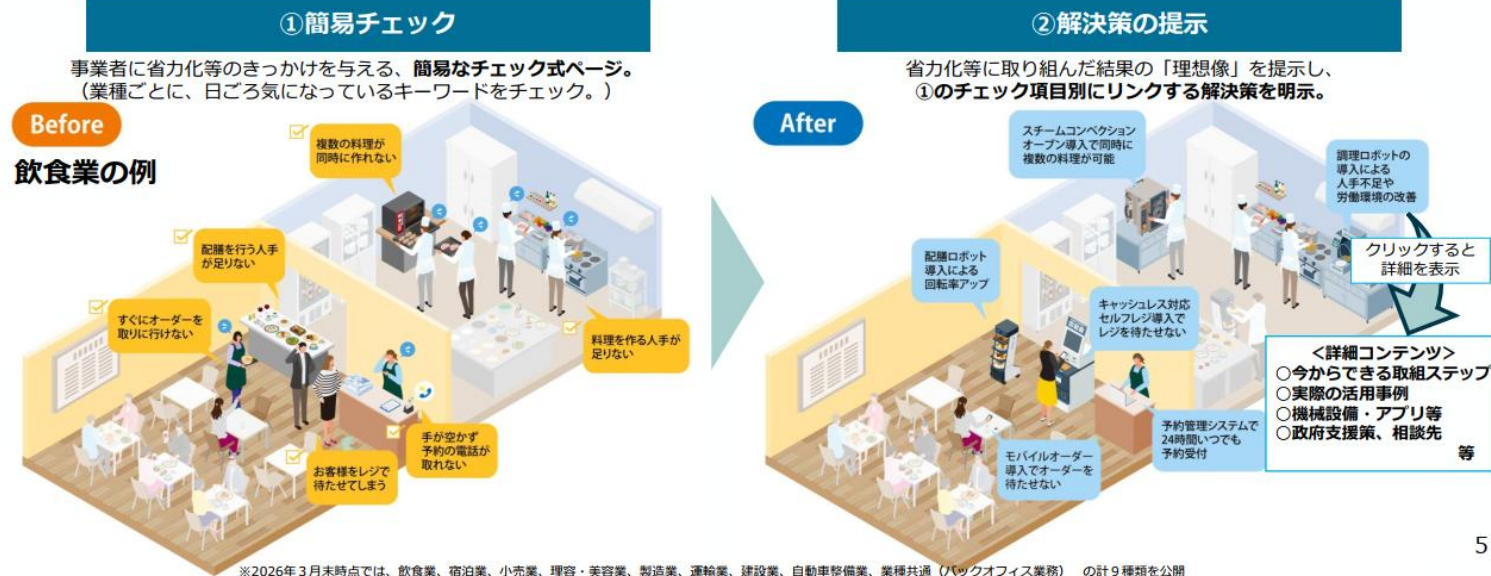 ①簡易チェック
事業者に省力化等のきっかけを与える、簡易なチェック式ページ。
(業種ごとに、日ごろ気になっているキーワードをチェック。)
Before
飲食業の例
複数の料理が
同時に作れない
配膳を行う人手
が足りない
すぐにオーダーを
取りに行けない
料理を作る人手が
足りない
手が空かず
予約の電話が
取れない
お客様をレジで
待たせてしまう
②解決策の提示
省力化等に取り組んだ結果の「理想像」を提示し、
①のチェック項目別にリンクする解決策を明示。
After
スチームコンベクション
オーブン導入で同時に
複数の料理が可能
調理ロボットの
導入による
人手不足や
労働環境の改善
クリックすると
詳細を表示
配膳ロボット
導入による
回転率アップ
キャッシュレス対応
セルフレジ導入で
レジを待たせない
<詳細コンテンツ>
○今からできる取組ステップ
○実際の活用事例
○機械設備・アプリ等
○政府支援策、相談先
等
予約管理システムで
24時間いつでも
予約受付
モバイルオーダー
導入でオーダーを
待たせない
5
※2026年3月末時点では、飲食業、宿泊業、小売業、理容・美容業、製造業、運輸業、建設業、自動車整備業、業種共通(バックオフィス業務) の計9種類を公開